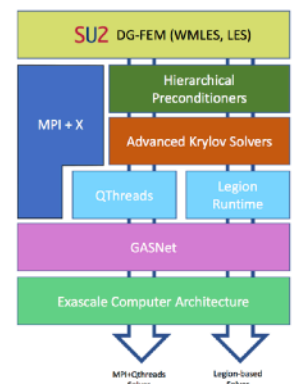 SU2 DG-FEM (WMLES, LES)
Hierarchical
Preconditioners
MPI + X
Advanced Krylov Solvers
QThreads
Legion
Runtime
GASNet
Exascale Computer Architecture
MPI+Qthreads
Legion-based